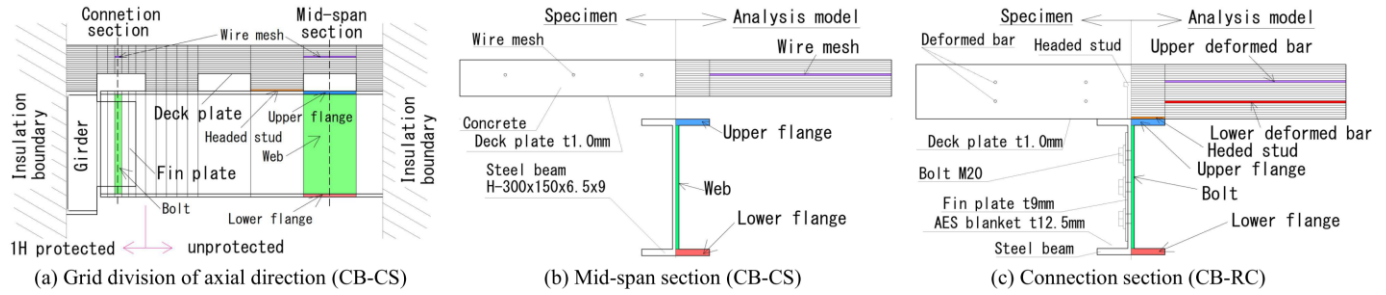 Connetion
section
Mid-span
section
Wire mesh
Insulation
boundary
Girder
Deck plate
Headed stud
Upper flange
Web
Fin plate
Bolt
Lower flange
Insulation
boundary
1H protected
unprotected
(a) Grid division of axial direction (CB-CS)
Specimen
Analysis model
Wire mesh
Wire mesh
Concrete
Deck plate t1.0mm
Steel beam
H-300x150x6.5x9
Upper flange
Web
Lower flange
(b) Mid-span section (CB-CS)
Specimen
Analysis model
Deformed bar
Headed stud
Upper deformed bar
Deck plate t1.0mm
Lower deformed bar
Heded stud
Upper flange
Bolt M20
Bolt
Fin plate t9mm
AES blanket t12.5mm
Lower flange
Steel beam
(c) Connection section (CB-RC)